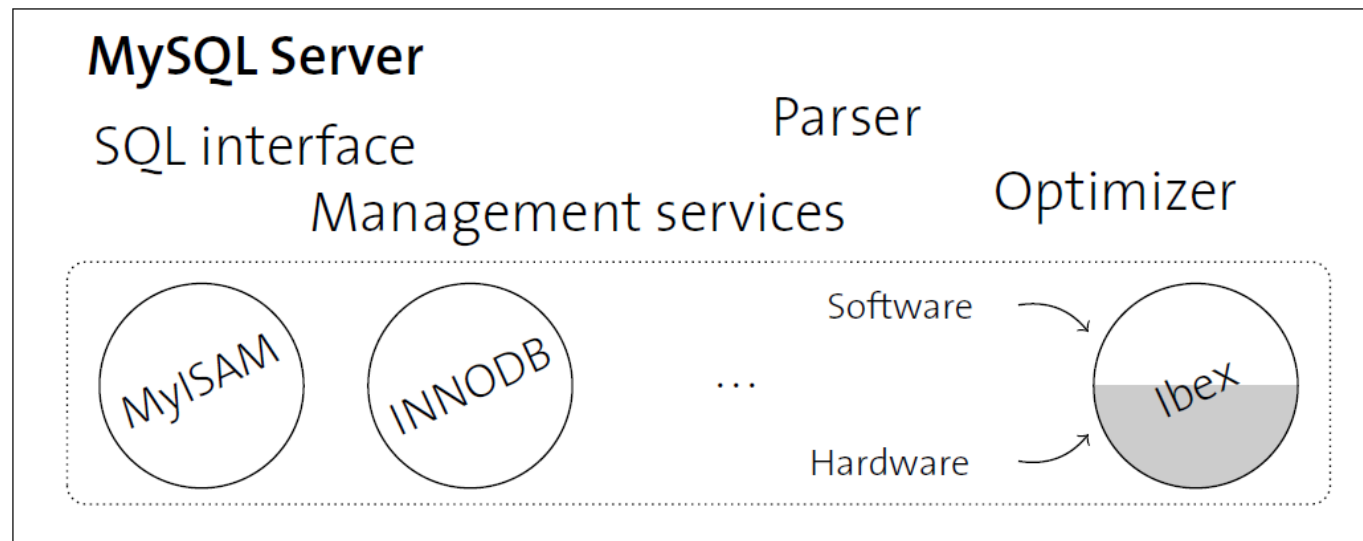 MySQL Server
SQL interface
Parser
Management services
Optimizer
MyISAM
INNODB
...
Software
Hardware
Ibex